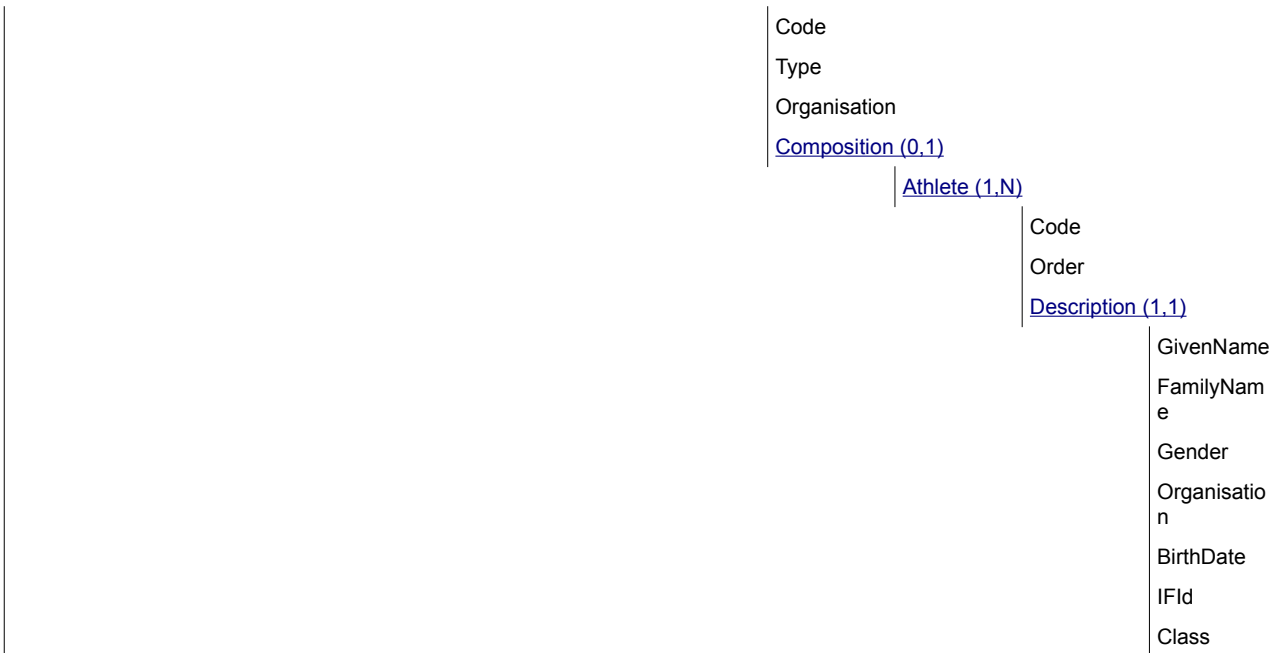 Code
Type
Organisation
Composition (0,1)
Athlete (1,N)
Code
Order
Description (1,1)
GivenName
FamilyNam
e
Gender
Organisatio
n
BirthDate
IFId
Class